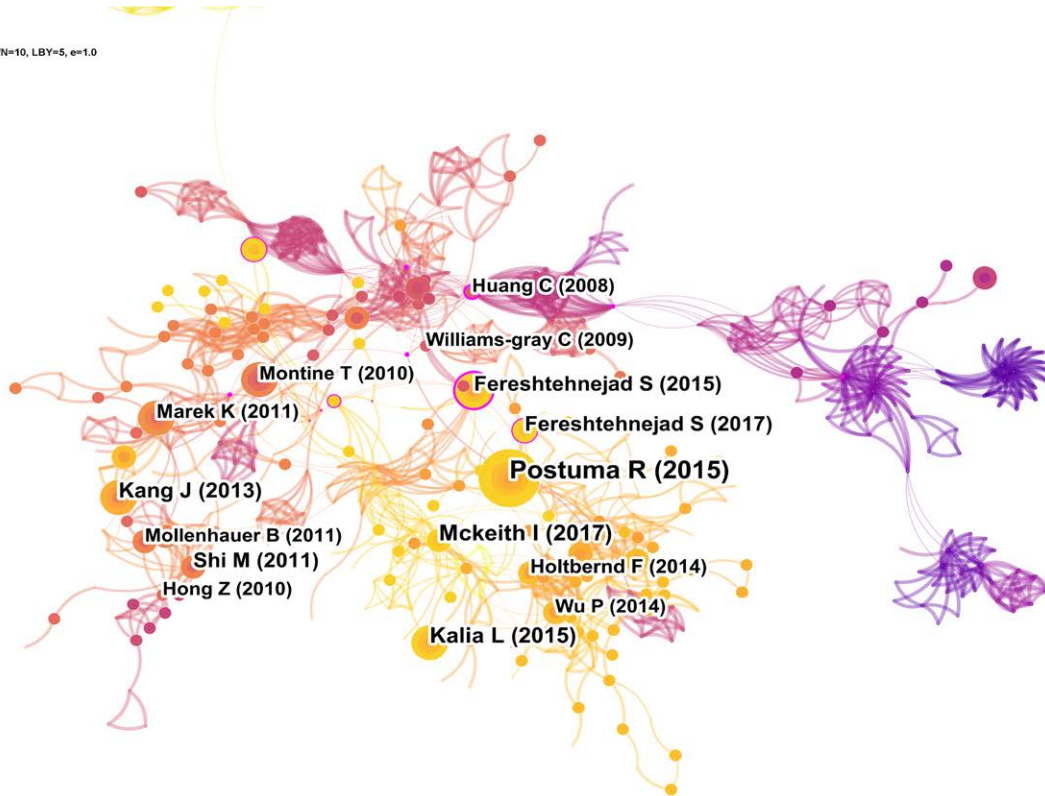 N=10, LBY=5, e=1.0
Huang C (2008)
Williams-gray C (2009)
Montine T (2010)
Fereshtehnejad S (2015)
Marek K (2011)
Fereshtehnejad S (2017)
Postuma R (2015)
Kang J (2013)
Mollenhauer B (2011)
Mckeith I (2017)
Shi M (2011)
Holtbernd F (2014)
Hong Z (2010)
Wu P (2014)
Kalia L (2015)